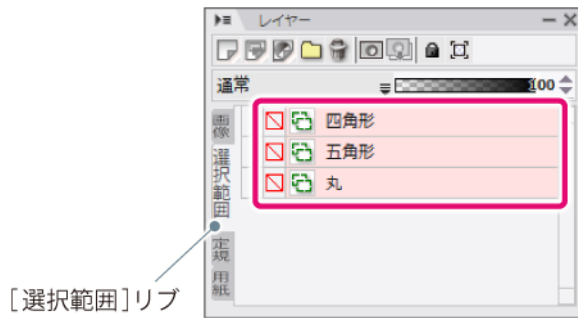 レイヤー
通常
100
画像
四角形
選択範囲
五角形
丸
定規
用紙
[選択範囲]リブ